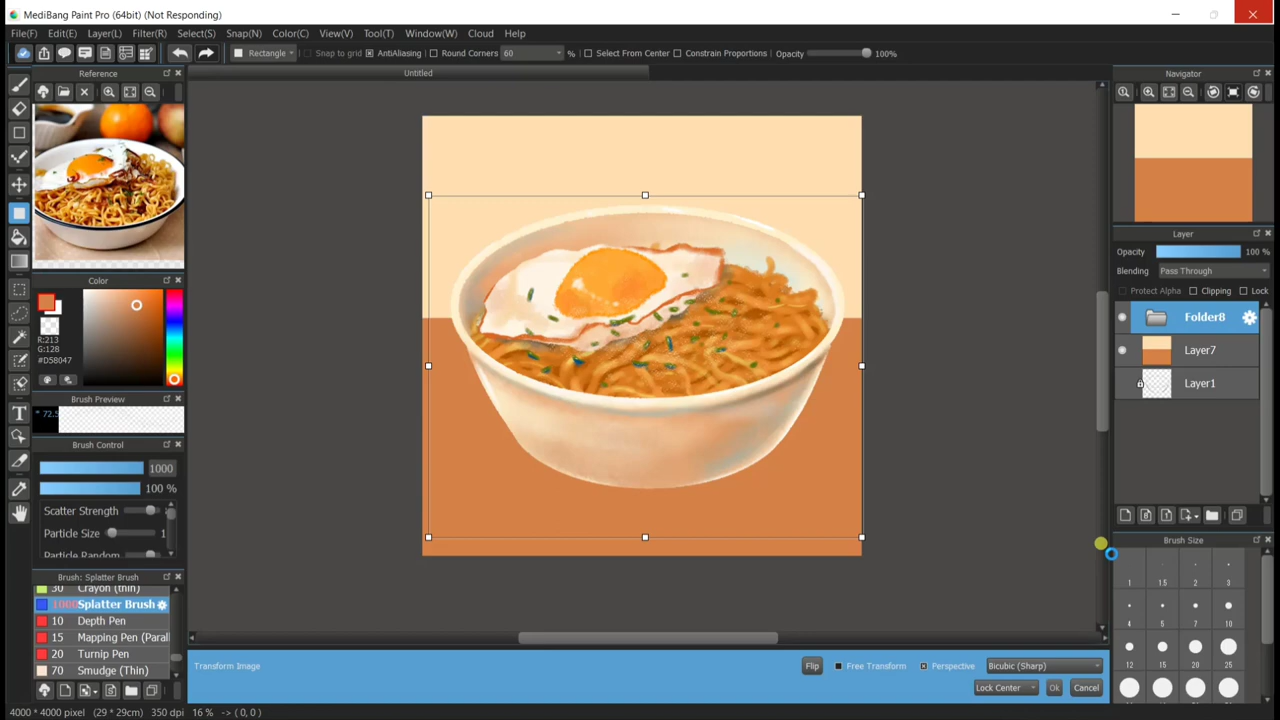 MediBang Paint Pro (64bit) (Not Responding)
File(F) Edit(E) Layer(L) Filter(R) Select(S) Snap(N) Color(C) View(V) Tool(T) Window(W) Cloud Help
Rectangle Snap to grid AntiAliasing Round Corners 60 % Select From Center Constrain Proportions Opacity 100%
Reference
Untitled
Navigator
Color
R:213
G:128
#D58047
Brush Preview
* 72.5
Brush Control
1000
100 %
Scatter Strength
Particle Size 1
Particle Random
Brush: Splatter Brush
30 Crayon (thin)
1000 Splatter Brush
10 Depth Pen
15 Mapping Pen (Paral
20 Turnip Pen
70 Smudge (Thin)
Layer
Opacity 100 %
Blending Pass Through
Protect Alpha Clipping Lock
Folder8
Layer7
Layer1
Brush Size
1 1.5 2 3
4 5 7 10
12 15 20 25
Transform Image Flip Free Transform Perspective Bicubic (Sharp)
Lock Center Ok Cancel
4000 * 4000 pixel (29 * 29cm) 350 dpi 16 % -> ( 0, 0 )